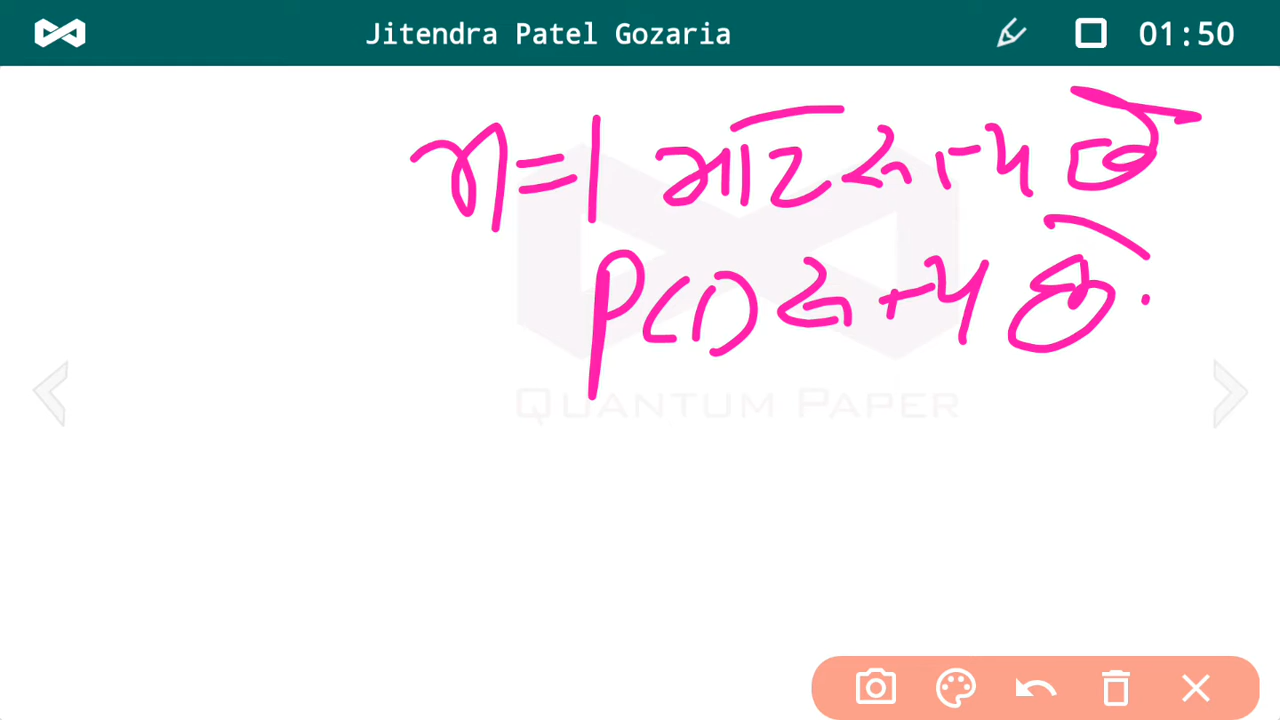 Jitendra Patel Gozaria
01:50
n=1 માટે સત્ય છે
P(1) સત્ય છે.
QUANTUM PAPER